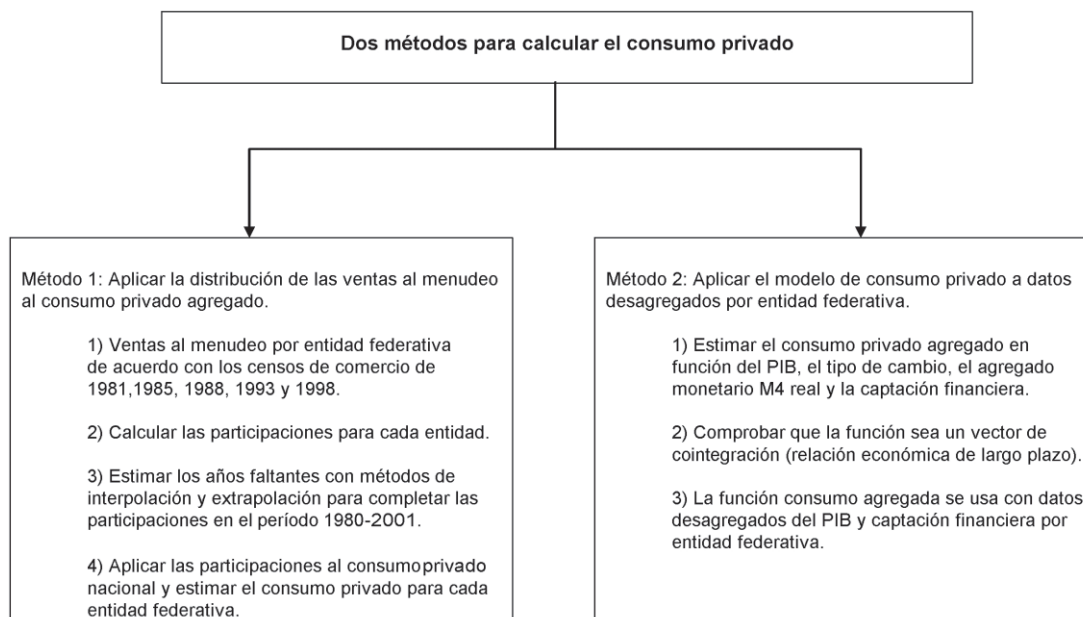 Dos métodos para calcular el consumo privado
Método 1: Aplicar la distribución de las ventas al menudeo
al consumo privado agregado.
1) Ventas al menudeo por entidad federativa
de acuerdo con los censos de comercio de
1981,1985, 1988, 1993 y 1998.
2) Calcular las participaciones para cada entidad.
3) Estimar los años faltantes con métodos de
interpolación y extrapolación para completar las
participaciones en el período 1980-2001.
4) Aplicar las participaciones al consumo privado
nacional y estimar el consumo privado para cada
entidad federativa.
Método 2: Aplicar el modelo de consumo privado a datos
desagregados por entidad federativa.
1) Estimar el consumo privado agregado en
función del PIB, el tipo de cambio, el agregado
monetario M4 real y la captación financiera.
2) Comprobar que la función sea un vector de
cointegración (relación económica de largo plazo).
3) La función consumo agregada se usa con datos
desagregados del PIB y captación financiera por
entidad federativa.